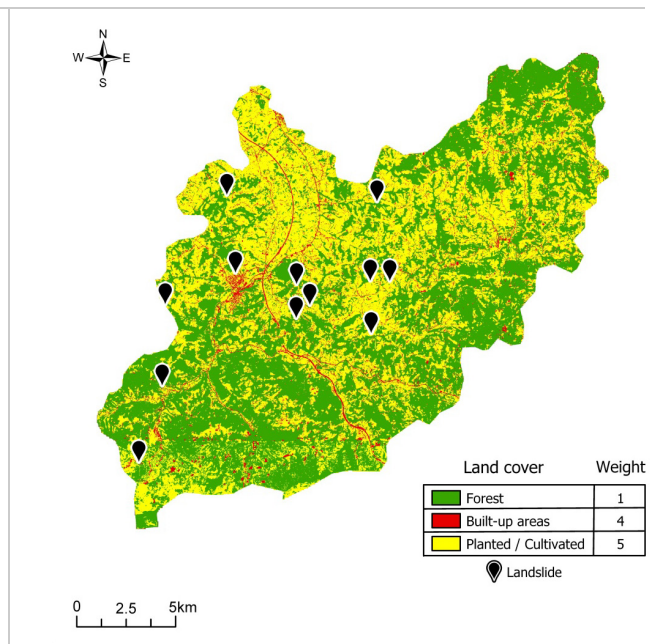 N
W E
S
Land cover Weight
Forest 1
Built-up areas 4
Planted / Cultivated 5
Landslide
0 2.5 5km